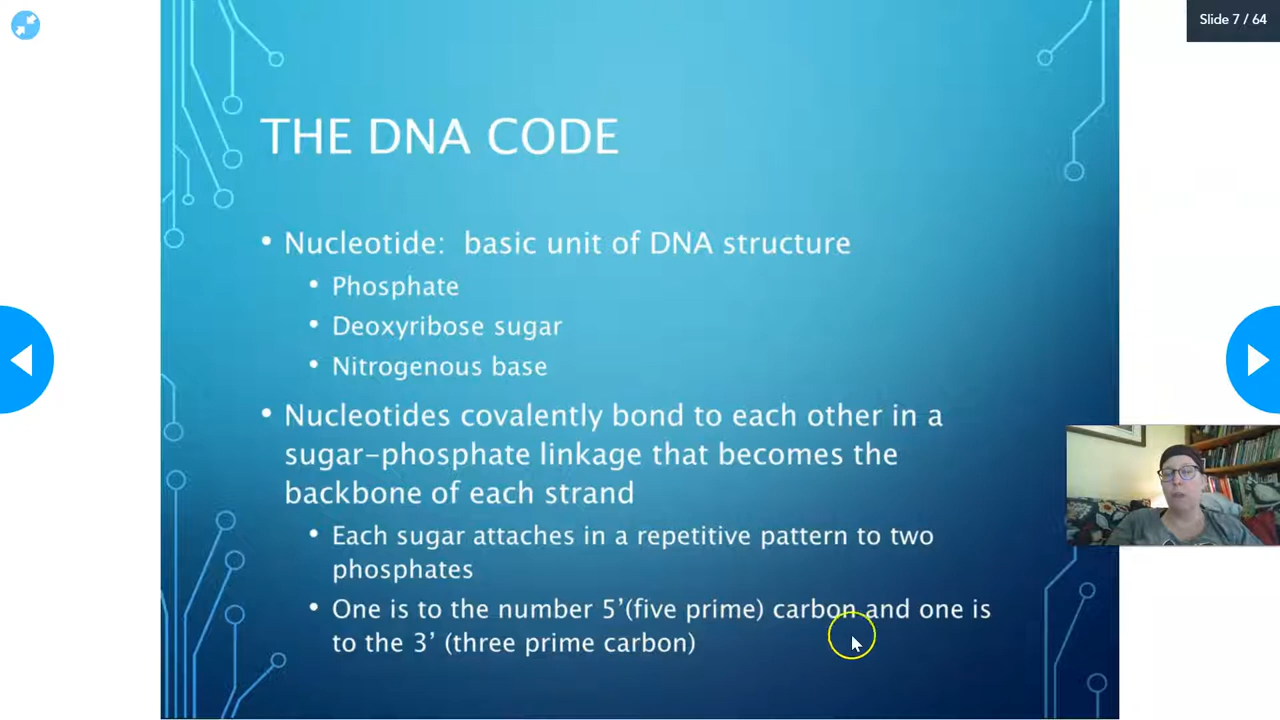 Slide 7 / 64
THE DNA CODE
• Nucleotide:  basic unit of DNA structure
• Phosphate
• Deoxyribose sugar
• Nitrogenous base
• Nucleotides covalently bond to each other in a
sugar-phosphate linkage that becomes the
backbone of each strand
• Each sugar attaches in a repetitive pattern to two
phosphates
• One is to the number 5’(five prime) carbon and one is
to the 3’ (three prime carbon)